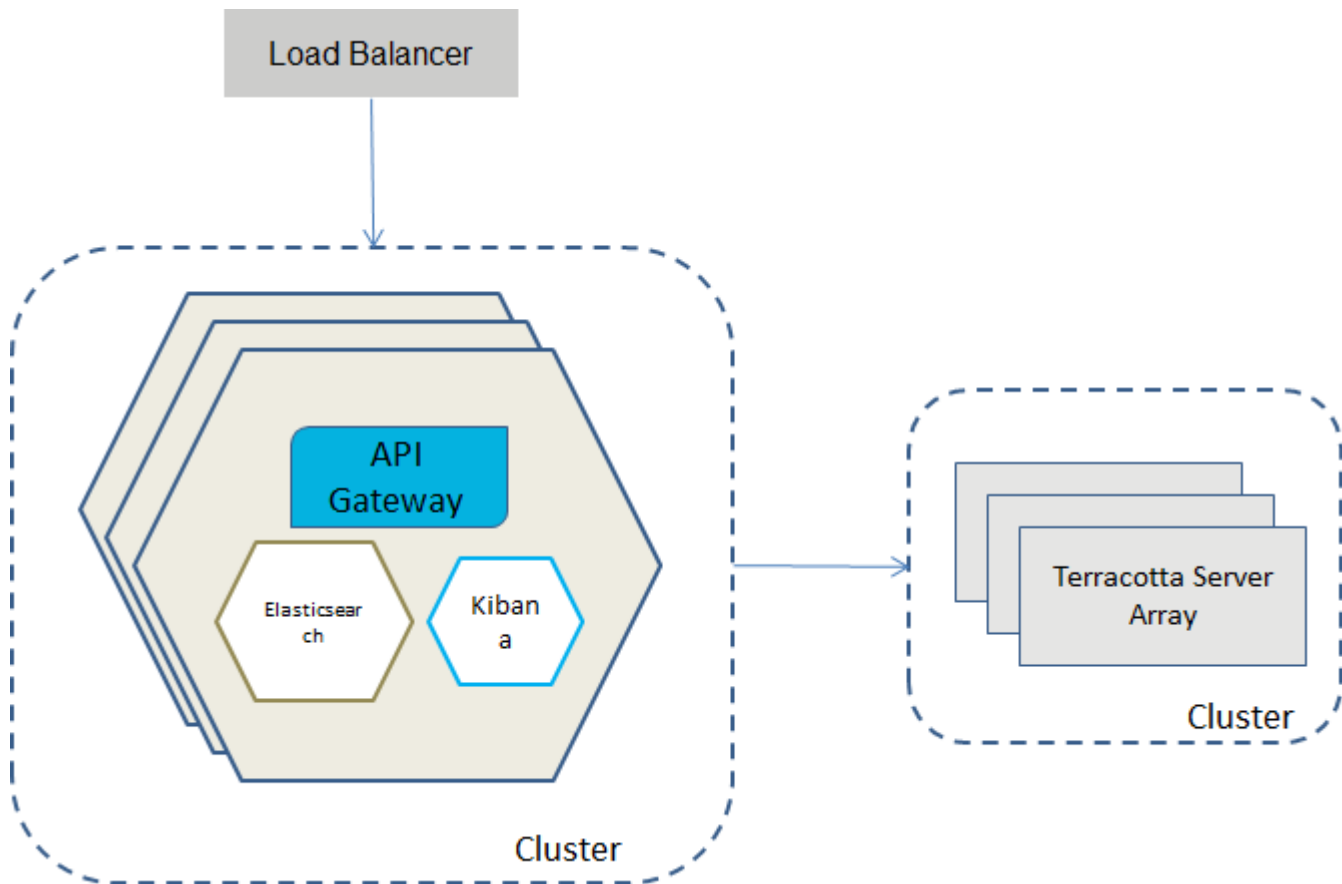 Load Balancer
API
Gateway
Elasticsear
ch
Kiban
a
Terracotta Server
Array
Cluster
Cluster